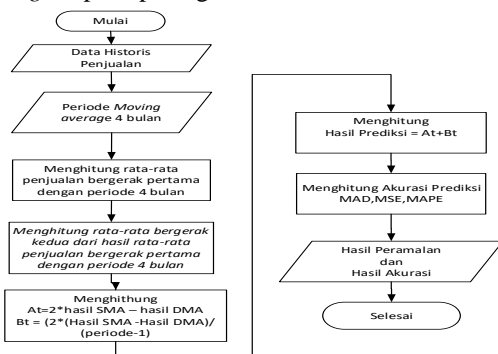 Mulai
Data Historis
Penjualan
Periode Moving
average 4 bulan
Menghitung rata-rata
penjualan bergerak pertama
dengan periode 4 bulan
Menghitung rata-rata bergerak
kedua dari hasil rata-rata
penjualan bergerak pertama
dengan periode 4 bulan
Menghithung
At=2*hasil SMA – hasil DMA
Bt = (2*(Hasil SMA -Hasil DMA)/
(periode-1)
Menghitung
Hasil Prediksi = At+Bt
Menghitung Akurasi Prediksi
MAD,MSE,MAPE
Hasil Peramalan
dan
Hasil Akurasi
Selesai